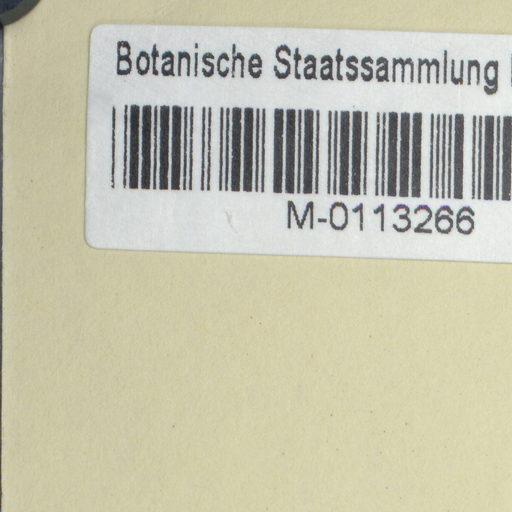 Botanische Staatssammlung
M-0113266